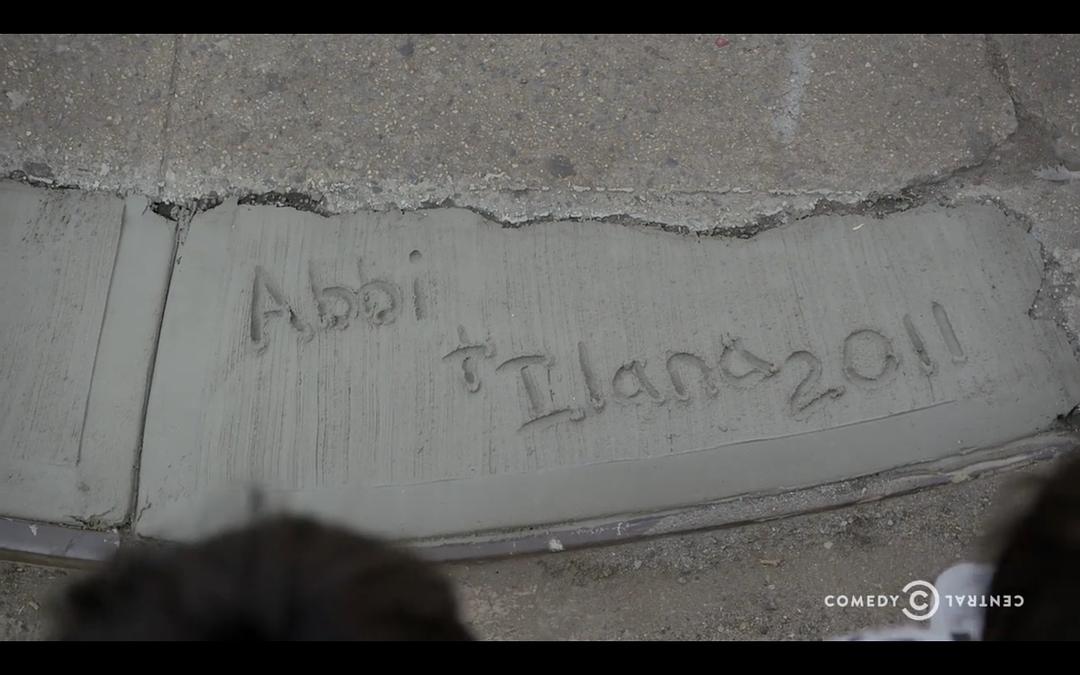 Abbi
+ Ilana 2011
COMEDY CENTRAL